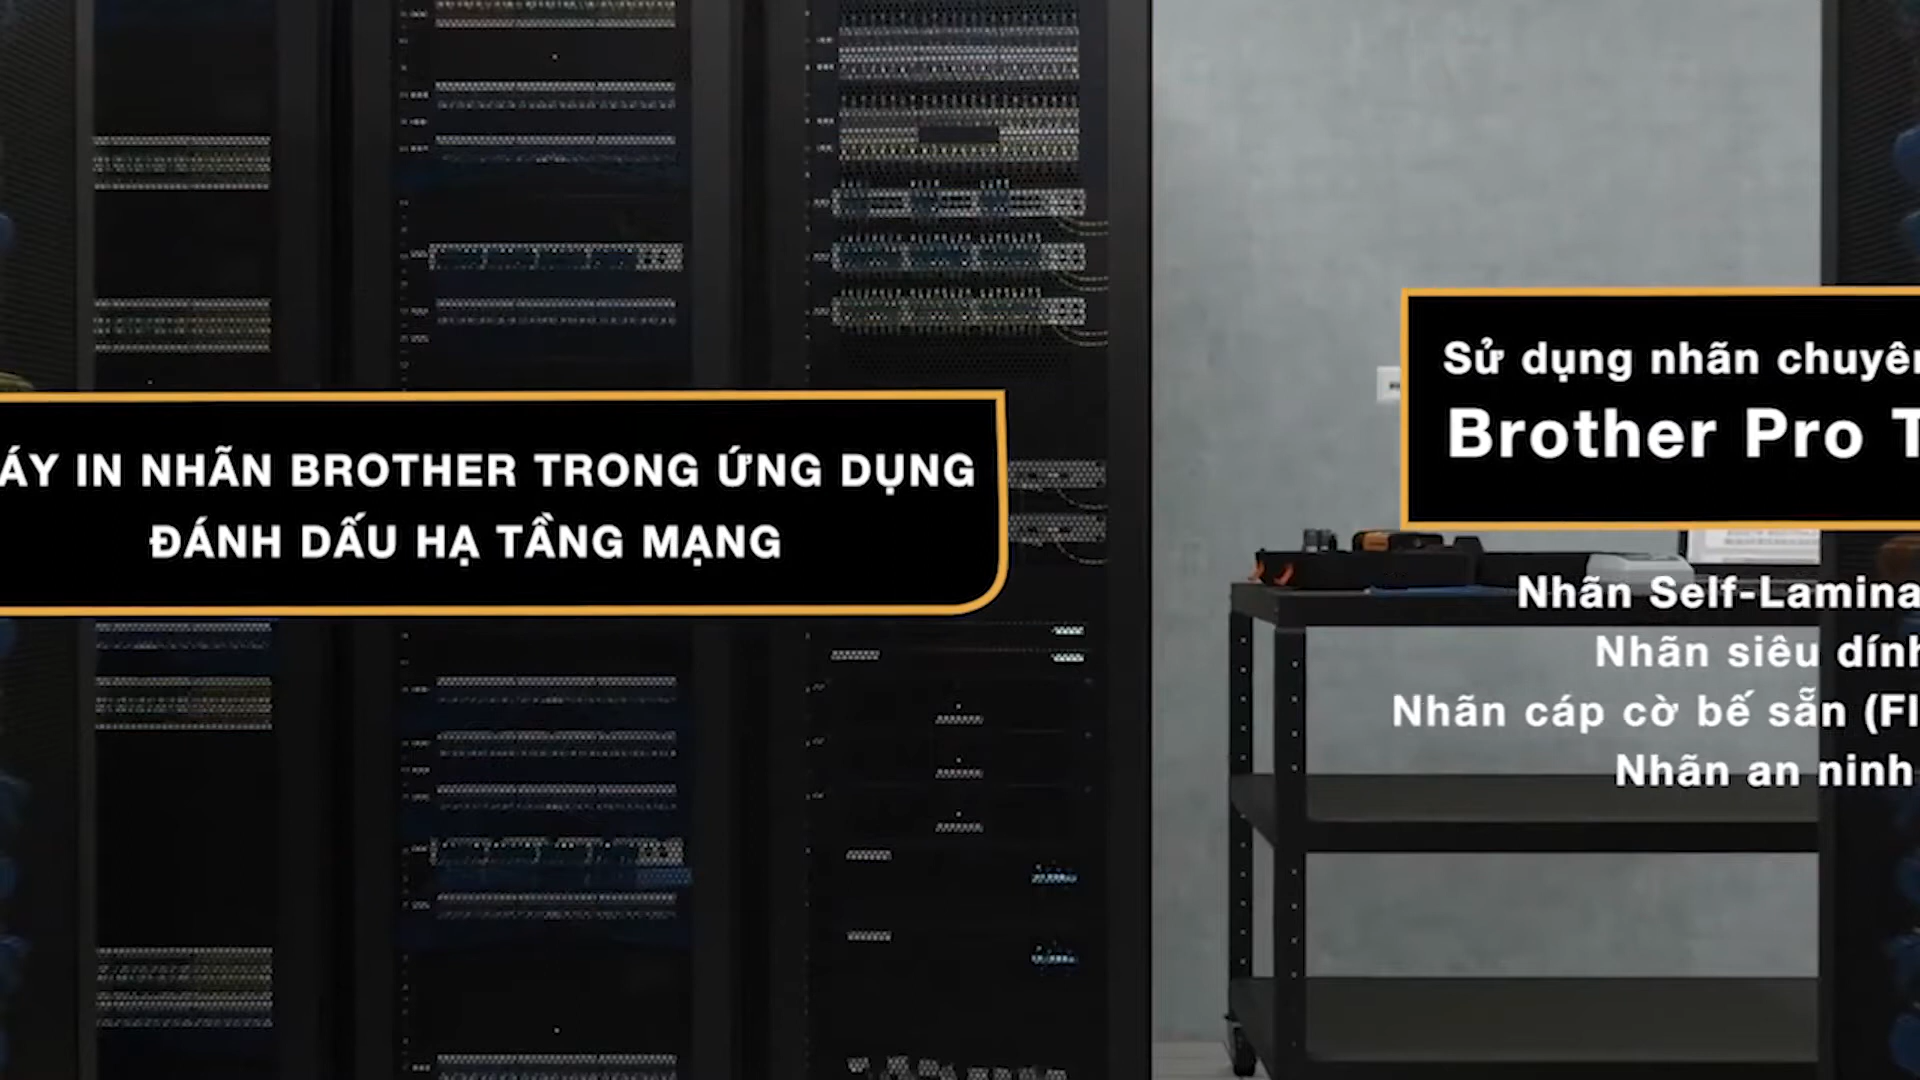 ÁY IN NHÃN BROTHER TRONG ỨNG DỤNG
ĐÁNH DẤU HẠ TẦNG MẠNG
Sử dụng nhãn chuyên
Brother Pro T
Nhãn Self-Lamina
Nhãn siêu dính
Nhãn cáp cờ bế sẵn (Fl
Nhãn an ninh